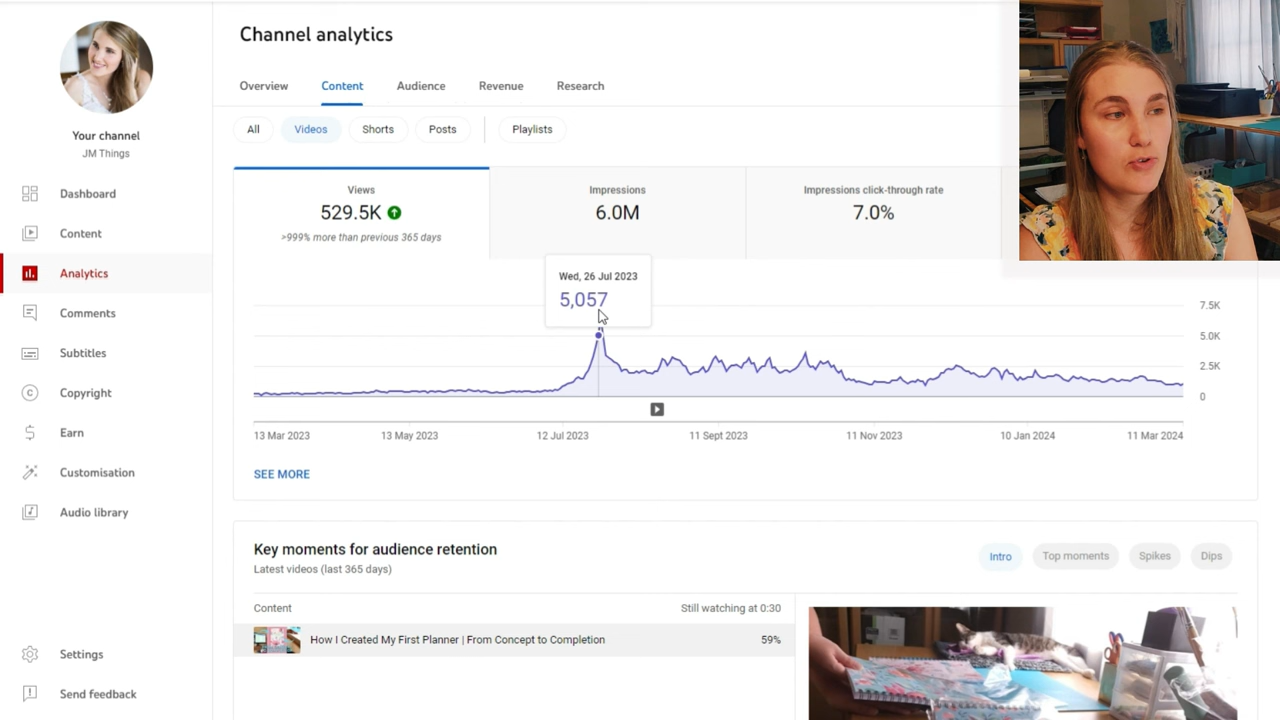 Channel analytics
Overview Content Audience Revenue Research
All Videos Shorts Posts Playlists
Your channel
JM Things
Dashboard
Content
Analytics
Comments
Subtitles
Copyright
Earn
Customisation
Audio library
Settings
Send feedback
Views Impressions Impressions click-through rate
529.5K 6.0M 7.0%
>999% more than previous 365 days
Wed, 26 Jul 2023
5,057
7.5K
5.0K
2.5K
0
13 Mar 2023 13 May 2023 12 Jul 2023 11 Sept 2023 11 Nov 2023 10 Jan 2024 11 Mar 2024
SEE MORE
Key moments for audience retention
Latest videos (last 365 days)
Intro Top moments Spikes Dips
Content Still watching at 0:30
How I Created My First Planner | From Concept to Completion 59%